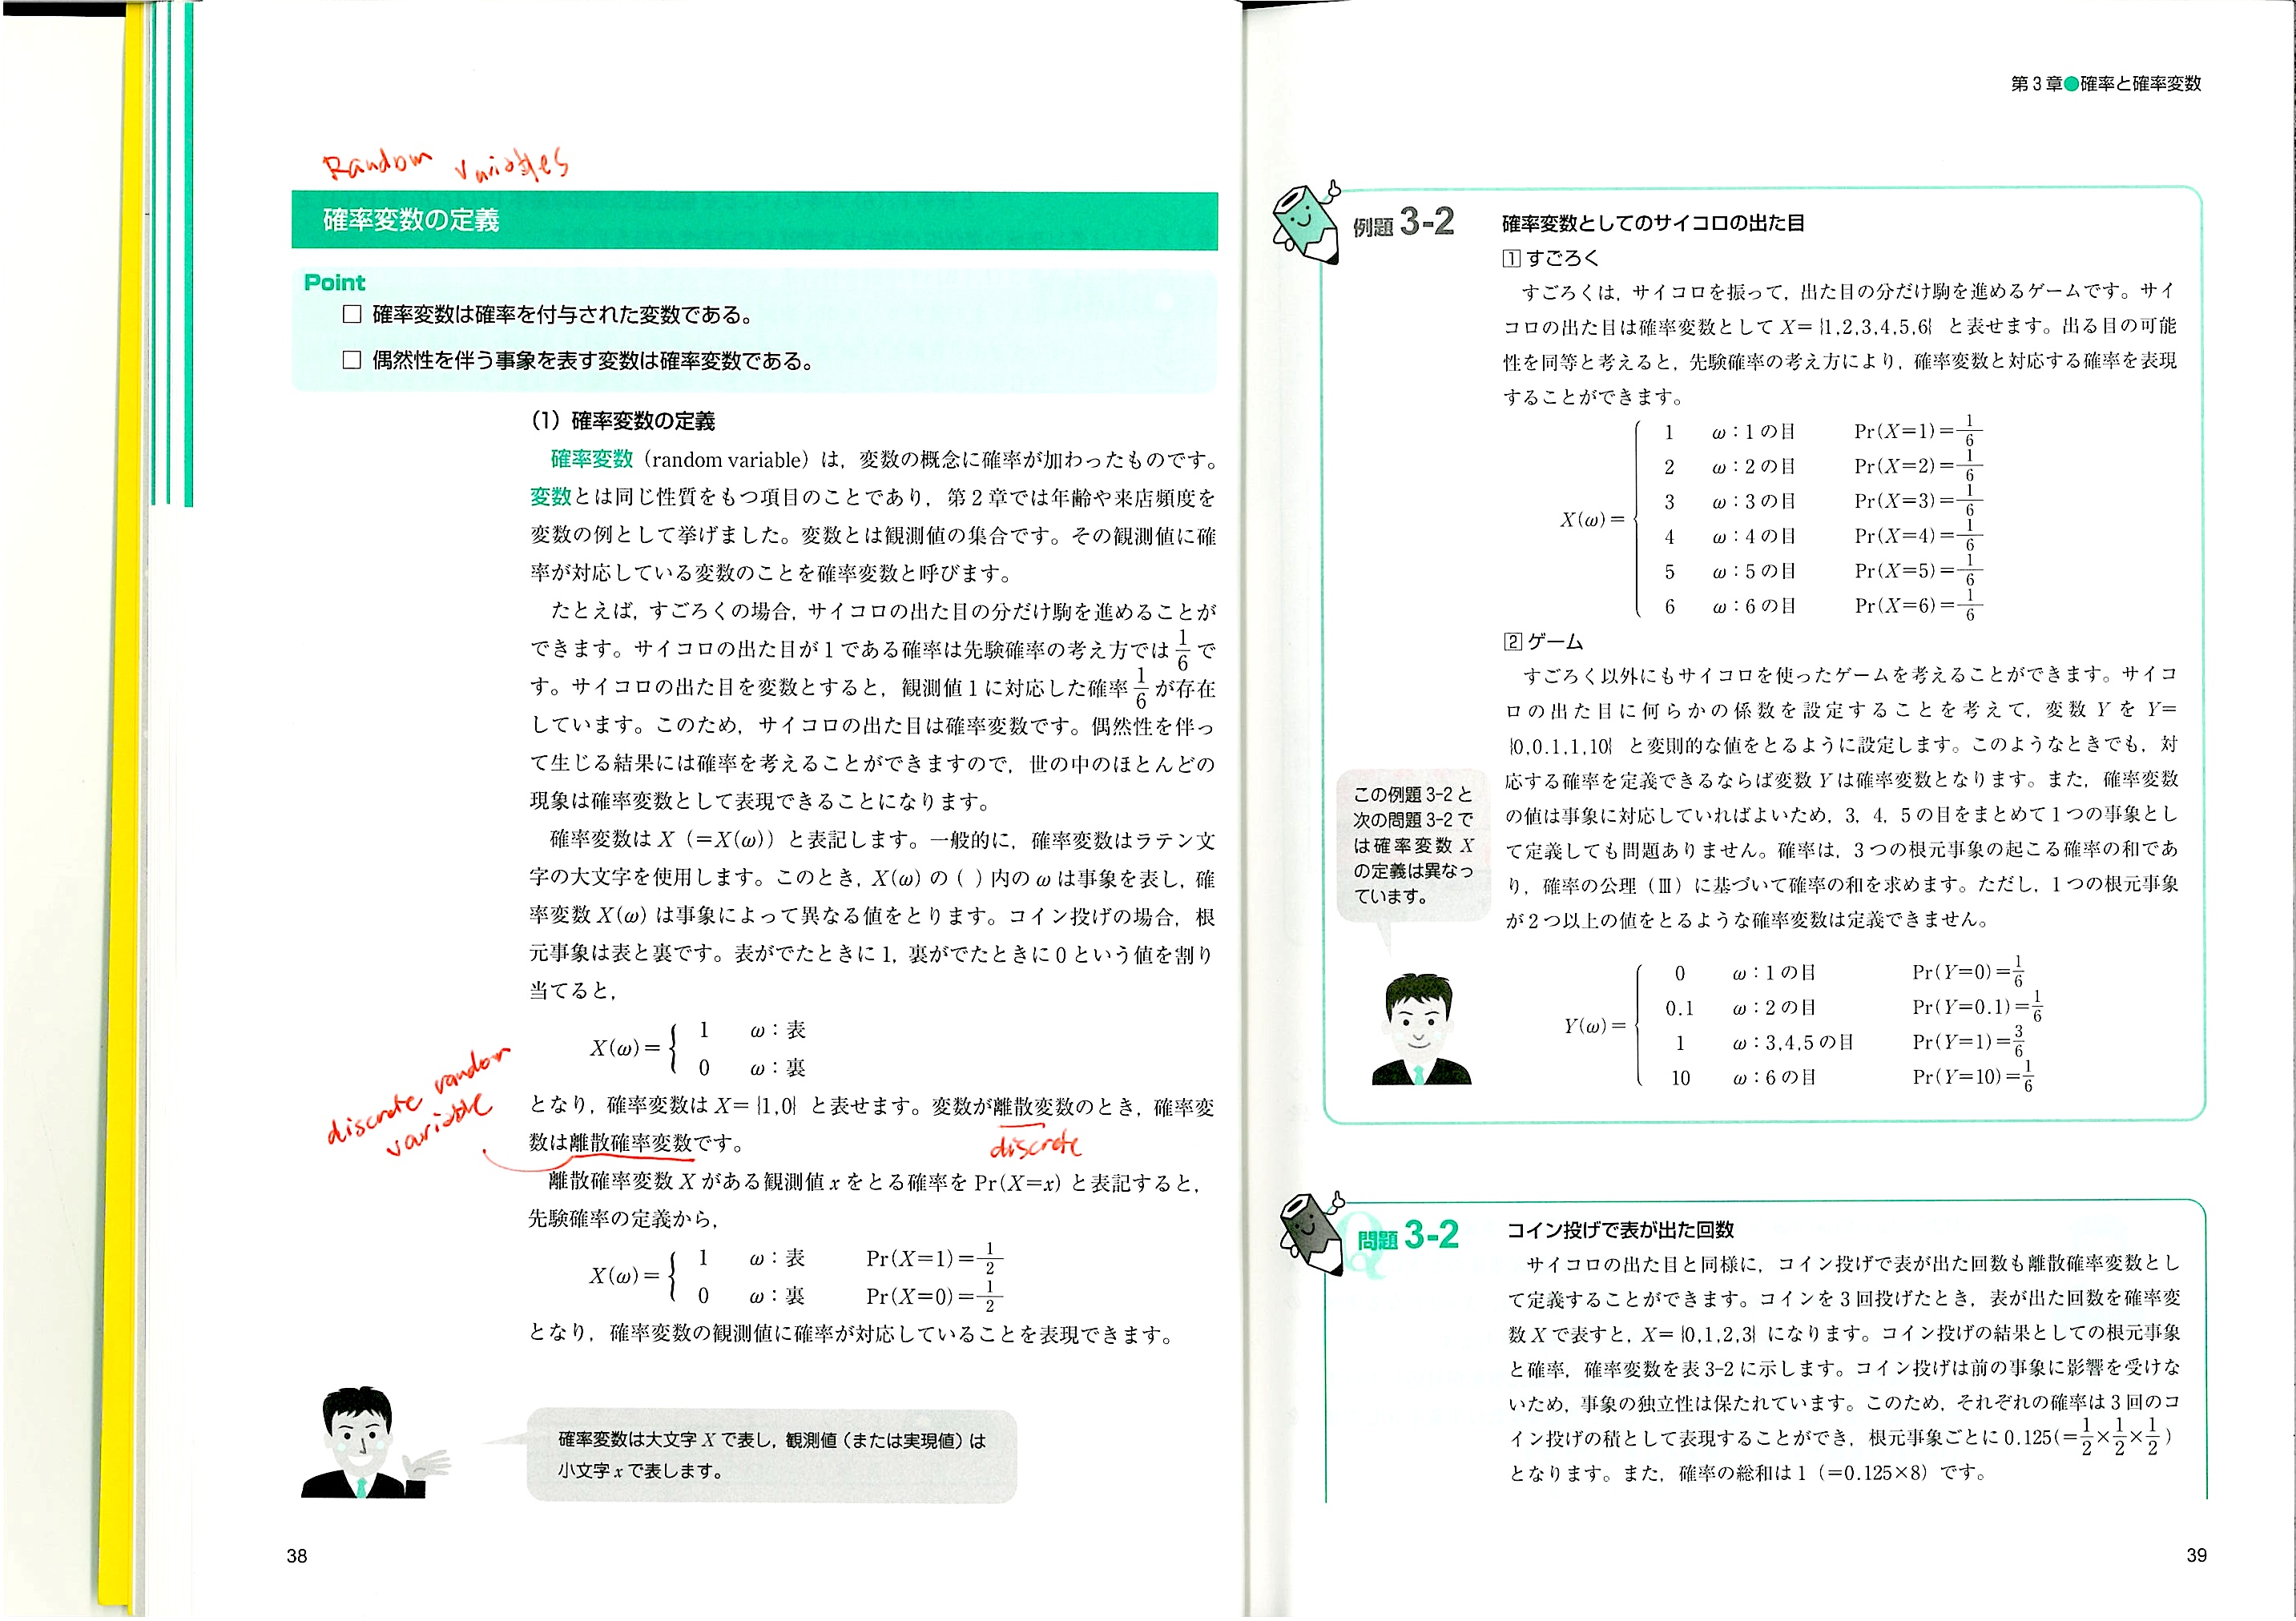 Random variables
確率変数の定義
Point
□ 確率変数は確率を付与された変数である。
□ 偶然性を伴う事象を表す変数は確率変数である。
(1) 確率変数の定義
確率変数（random variable）は，変数の概念に確率が加わったものです。
変数とは同じ性質をもつ項目のことであり，第2章では年齢や来店頻度を
変数の例として挙げました。変数とは観測値の集合です。その観測値に確
率が対応している変数のことを確率変数と呼びます。
たとえば，すごろくの場合，サイコロの出た目の分だけ駒を進めることが
できます。サイコロの出た目が1である確率は先験確率の考え方では1/6で
す。サイコロの出た目を変数とすると，観測値1に対応した確率1/6が存在
しています。このため，サイコロの出た目は確率変数です。偶然性を伴っ
て生じる結果には確率を考えることができますので，世の中のほとんどの
現象は確率変数として表現できることになります。
確率変数はX（＝X(ω)）と表記します。一般的に，確率変数はラテン文
字の大文字を使用します。このとき，X(ω)の（ ）内のωは事象を表し，確
率変数X(ω)は事象によって異なる値をとります。コイン投げの場合，根
元事象は表と裏です。表がでたときに1，裏がでたときに0という値を割り
当てると，
X(ω)＝{ 1 ω：表
0 ω：裏
discrete random
variable
となり，確率変数はX＝{1,0}と表せます。変数が離散変数のとき，確率変
数は離散確率変数です。
discrete
離散確率変数Xがある観測値xをとる確率をPr(X=x)と表記すると，
先験確率の定義から，
X(ω)＝{ 1 ω：表 Pr(X=1)=1/2
0 ω：裏 Pr(X=0)=1/2
となり，確率変数の観測値に確率が対応していることを表現できます。
確率変数は大文字Xで表し，観測値（または実現値）は
小文字xで表します。
38
第3章●確率と確率変数
例題 3-2 確率変数としてのサイコロの出た目
1 すごろく
すごろくは，サイコロを振って，出た目の分だけ駒を進めるゲームです。サイ
コロの出た目は確率変数としてX＝{1,2,3,4,5,6}と表せます。出る目の可能
性を同等と考えると，先験確率の考え方により，確率変数と対応する確率を表現
することができます。
X(ω)＝{ 1 ω：1の目 Pr(X=1)=1/6
2 ω：2の目 Pr(X=2)=1/6
3 ω：3の目 Pr(X=3)=1/6
4 ω：4の目 Pr(X=4)=1/6
5 ω：5の目 Pr(X=5)=1/6
6 ω：6の目 Pr(X=6)=1/6
2 ゲーム
すごろく以外にもサイコロを使ったゲームを考えることができます。サイコ
ロの出た目に何らかの係数を設定することを考えて，変数YをY＝
{0,0.1,1,10}と変則的な値をとるように設定します。このようなときでも，対
応する確率を定義できるならば変数Yは確率変数となります。また，確率変数
の値は事象に対応していればよいため，3，4，5の目をまとめて1つの事象とし
て定義しても問題ありません。確率は，3つの根元事象の起こる確率の和であ
り，確率の公理（Ⅲ）に基づいて確率の和を求めます。ただし，1つの根元事象
が2つ以上の値をとるような確率変数は定義できません。
Y(ω)＝{ 0 ω：1の目 Pr(Y=0)=1/6
0.1 ω：2の目 Pr(Y=0.1)=1/6
1 ω：3,4,5の目 Pr(Y=1)=3/6
10 ω：6の目 Pr(Y=10)=1/6
この例題3-2と
次の問題3-2で
は確率変数X
の定義は異なっ
ています。
問題 3-2 コイン投げで表が出た回数
サイコロの出た目と同様に，コイン投げで表が出た回数も離散確率変数とし
て定義することができます。コインを3回投げたとき，表が出た回数を確率変
数Xで表すと，X＝{0,1,2,3}になります。コイン投げの結果としての根元事象
と確率，確率変数を表3-2に示します。コイン投げは前の事象に影響を受けな
いため，事象の独立性は保たれています。このため，それぞれの確率は3回のコ
イン投げの積として表現することができ，根元事象ごとに0.125(=1/2×1/2×1/2)
となります。また，確率の総和は1（=0.125×8）です。
39